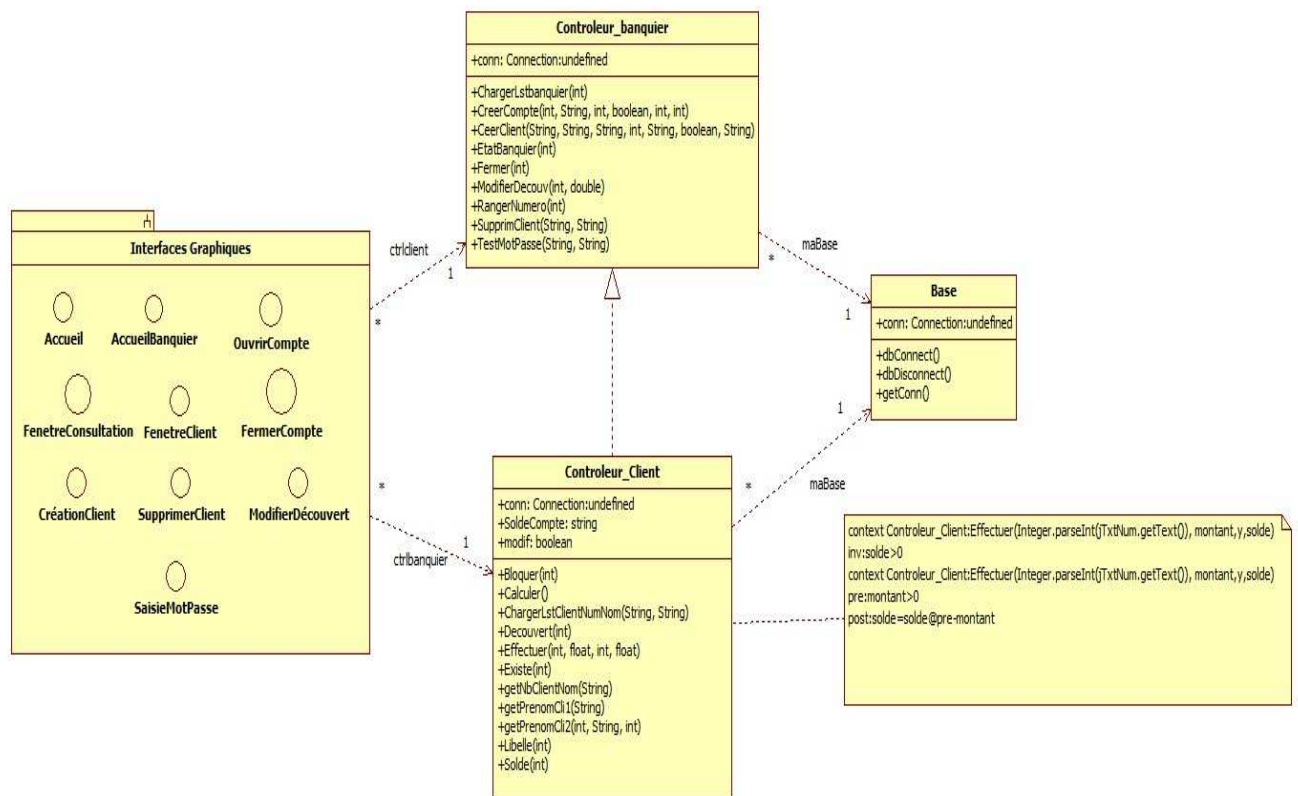 Controleur_banquier
+conn: Connection:undefined
+ChargerLstbanquier(int)
+CreerCompte(int, String, int, boolean, int, int)
+CeerClient(String, String, String, int, String, boolean, String)
+EtatBanquier(int)
+Fermer(int)
+ModifierDecouv(int, double)
+RangerNumero(int)
+SupprimClient(String, String)
+TestMotPasse(String, String)
Interfaces Graphiques
Accueil
AccueilBanquier
OuvrirCompte
FenetreConsultation
FenetreClient
FermerCompte
CréationClient
SupprimerClient
ModifierDécouvert
SaisieMotPasse
ctrlclient
1
*
*
1
ctrlbanquier
maBase
*
1
Base
+conn: Connection:undefined
+dbConnect()
+dbDisconnect()
+getConn()
1
*
maBase
Controleur_Client
+conn: Connection:undefined
+SoldeCompte: string
+modif: boolean
+Bloquer(int)
+Calculer()
+ChargerLstClientNumNom(String, String)
+Decouvert(int)
+Effectuer(int, float, int, float)
+Existe(int)
+getNbClientNom(String)
+getPrenomCli1(String)
+getPrenomCli2(int, String, int)
+Libelle(int)
+Solde(int)
context Controleur_Client:Effectuer(Integer.parseInt(jTxtNum.getText()), montant,y,solde)
inv:solde>0
context Controleur_Client:Effectuer(Integer.parseInt(jTxtNum.getText()), montant,y,solde)
pre:montant>0
post:solde=solde@pre-montant